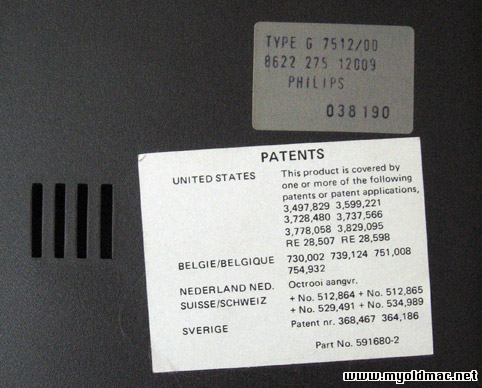 TYPE G 7512/00
8622 275 12009
PHILIPS
038190
PATENTS
UNITED STATES This product is covered by
one or more of the following
patents or patent applications,
3,497,829 3,599,221
3,728,480 3,737,566
3,778,058 3,829,095
RE 28,507 RE 28,598
BELGIE/BELGIQUE 730,002 739,124 751,008
754,932
NEDERLAND NED. Octrooi aangvr.
SUISSE/SCHWEIZ + No. 512,864 + No. 512,865
+ No. 529,491 + No. 534,989
SVERIGE Patent nr. 368,467 364,186
Part No. 591680-2
www.myoldmac.net